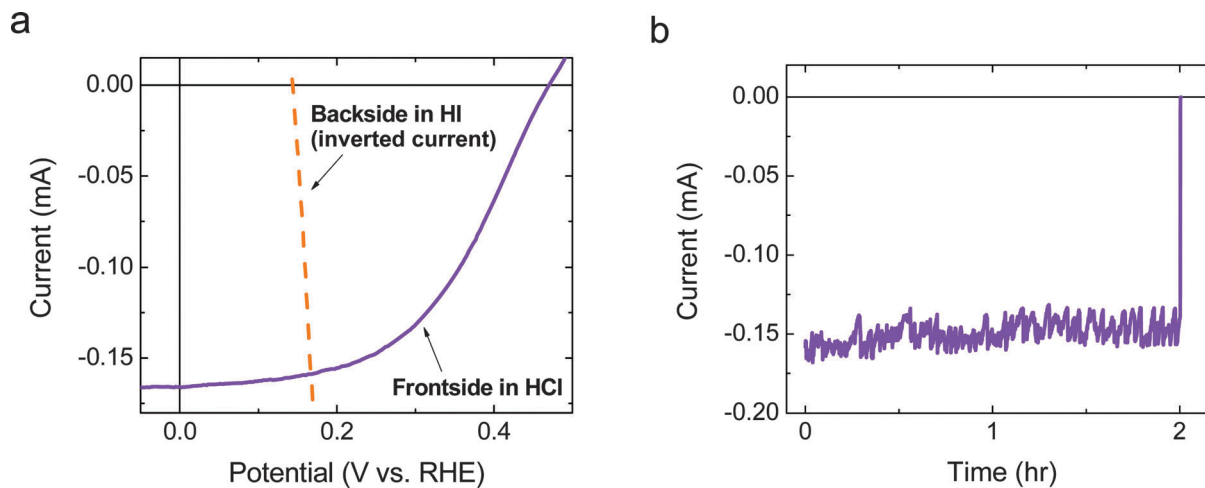 a
0.00
-0.05
-0.10
-0.15
Current (mA)
Backside in HI
(inverted current)
Frontside in HCl
0.0
0.2
0.4
Potential (V vs. RHE)
b
0.00
-0.05
-0.10
-0.15
-0.20
Current (mA)
0
1
2
Time (hr)